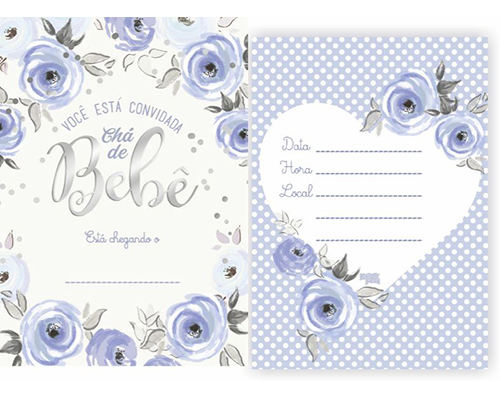 VOCÊ ESTÁ CONVIDADA
Chá
de
Bebê
Está chegando o
Data
Hora
Local